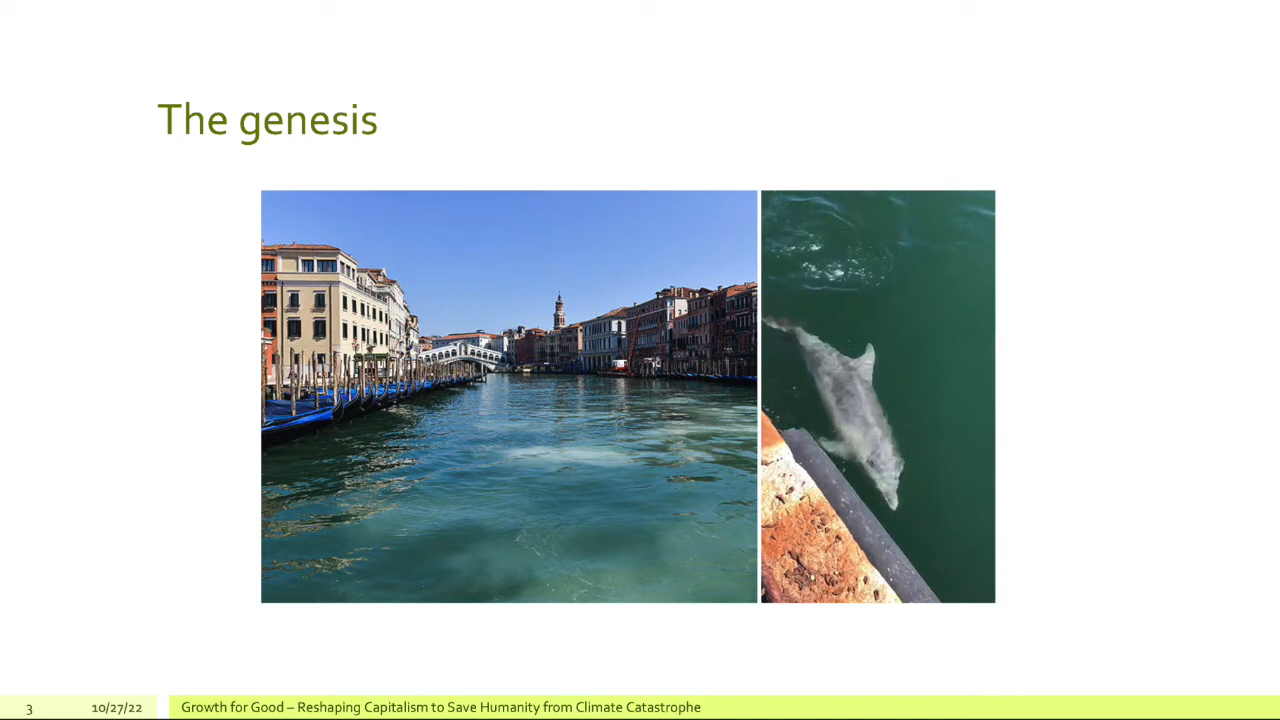 The genesis
3
10/27/22
Growth for Good – Reshaping Capitalism to Save Humanity from Climate Catastrophe